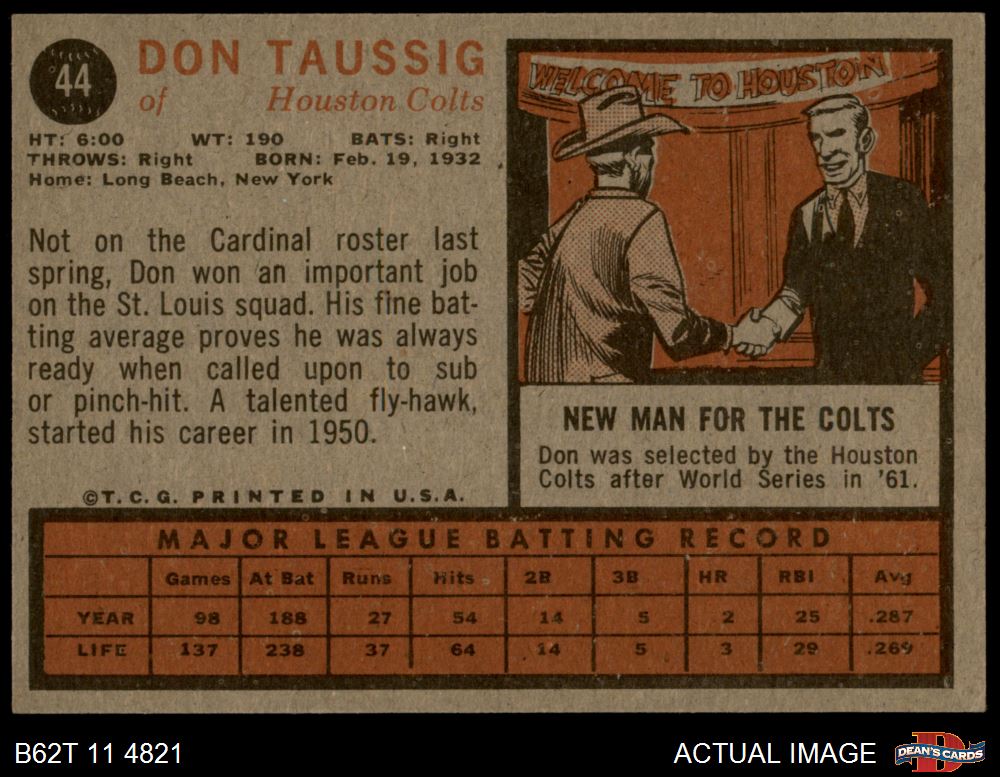 44
DON TAUSSIG
of Houston Colts
HT: 6:00 WT: 190 BATS: Right
THROWS: Right BORN: Feb. 19, 1932
Home: Long Beach, New York
Not on the Cardinal roster last
spring, Don won an important job
on the St. Louis squad. His fine bat-
ting average proves he was always
ready when called upon to sub
or pinch-hit. A talented fly-hawk,
started his career in 1950.
©T.C.G. PRINTED IN U.S.A.
WELCOME TO HOUSTON
NEW MAN FOR THE COLTS
Don was selected by the Houston
Colts after World Series in '61.
MAJOR LEAGUE BATTING RECORD
Games At Bat Runs Hits 2B 3B HR RBI Avg
YEAR 98 188 27 54 14 5 2 25 .287
LIFE 137 238 37 64 14 5 3 29 .269
B62T 11 4821
ACTUAL IMAGE
D
DEAN'S CARDS